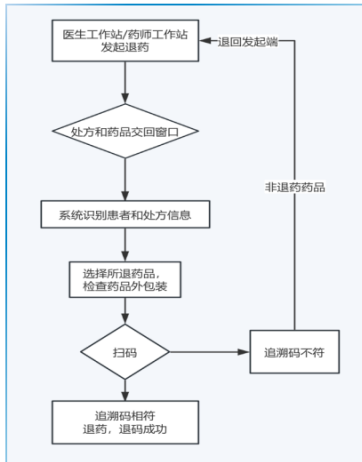 医生工作站/药师工作站
发起退药
退回发起端
处方和药品交回窗口
非退药药品
系统识别患者和处方信息
选择所退药品，
检查药品外包装
扫码
追溯码不符
追溯码相符
退药，退码成功